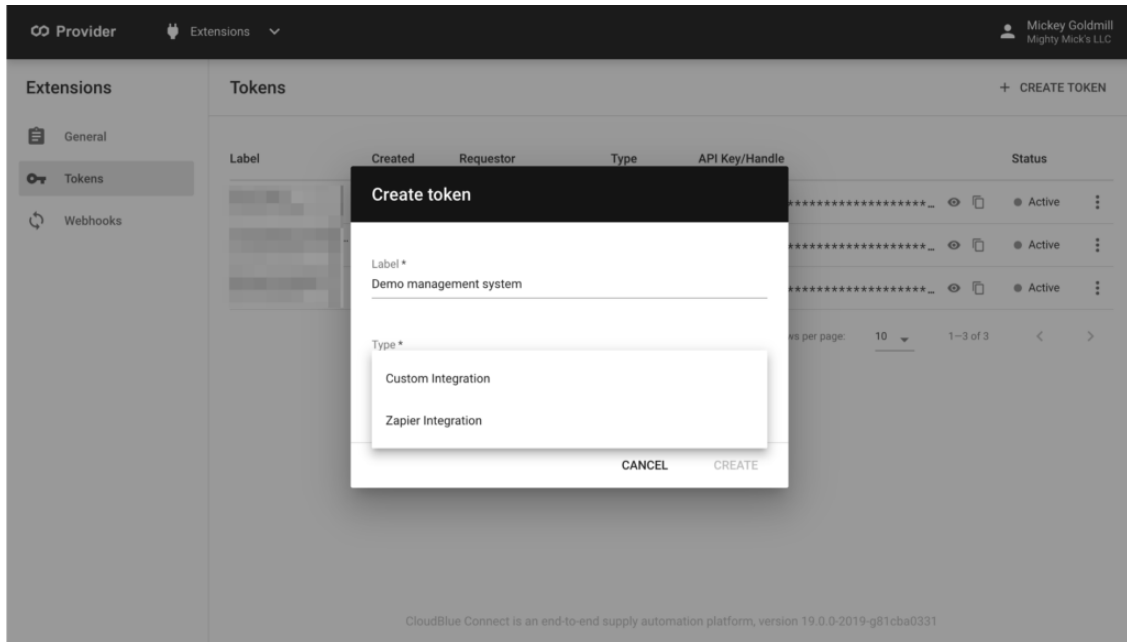 Provider
Extensions
Mickey Goldmill
Mighty Mick's LLC
Extensions
General
Tokens
Webhooks
Tokens
+ CREATE TOKEN
Label Created Requestor Type API Key/Handle Status
*********************… Active
*********************… Active
*********************… Active
Create token
Label *
Demo management system
Type *
Custom Integration
Zapier Integration
CANCEL CREATE
per page: 10 1–3 of 3
CloudBlue Connect is an end-to-end supply automation platform, version 19.0.0-2019-g81cba0331